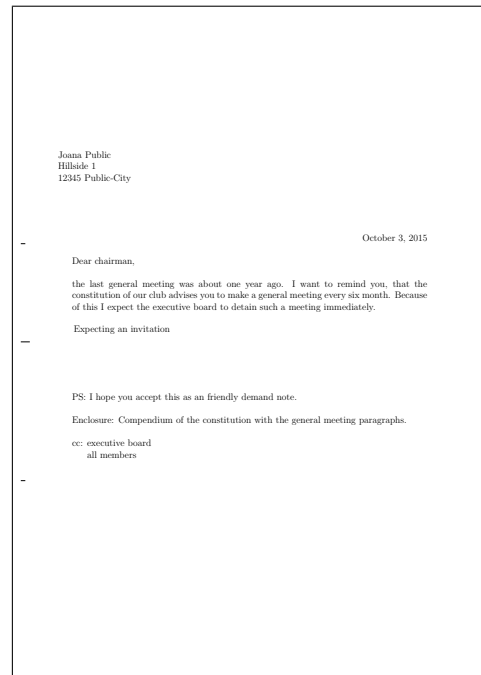 Joana Public
Hillside 1
12345 Public-City
October 3, 2015
Dear chairman,
the last general meeting was about one year ago. I want to remind you, that the
constitution of our club advises you to make a general meeting every six month. Because
of this I expect the executive board to detain such a meeting immediately.
Expecting an invitation
PS: I hope you accept this as an friendly demand note.
Enclosure: Compendium of the constitution with the general meeting paragraphs.
cc: executive board
all members